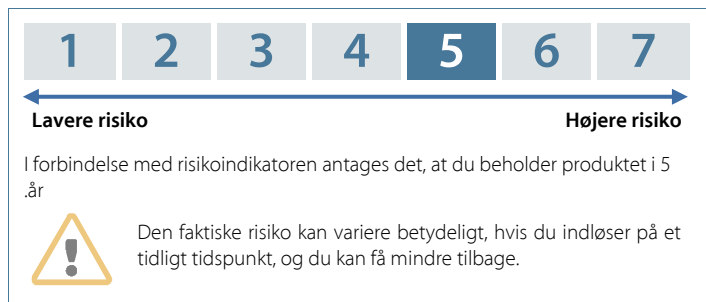 1 2 3 4 5 6 7
Lavere risiko Højere risiko
I forbindelse med risikoindikatoren antages det, at du beholder produktet i 5
.år
Den faktiske risiko kan variere betydeligt, hvis du indløser på et
tidligt tidspunkt, og du kan få mindre tilbage.